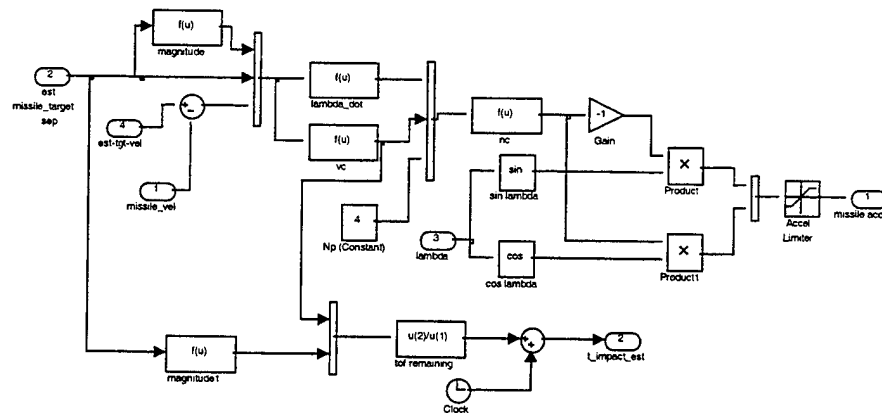 f(u)
magnitude
2
est
missile_target
sep
f(u)
lambda_dot
+
-
4
est-tgt-vel
f(u)
vc
f(u)
nc
-1
Gain
×
Product
sin
sin lambda
1
missile_vel
4
Np (Constant)
3
lambda
cos
cos lambda
×
Product1
Accel
Limiter
1
missile acc
f(u)
magnitude1
u(2)/u(1)
tof remaining
+
+
2
t_impact_est
Clock